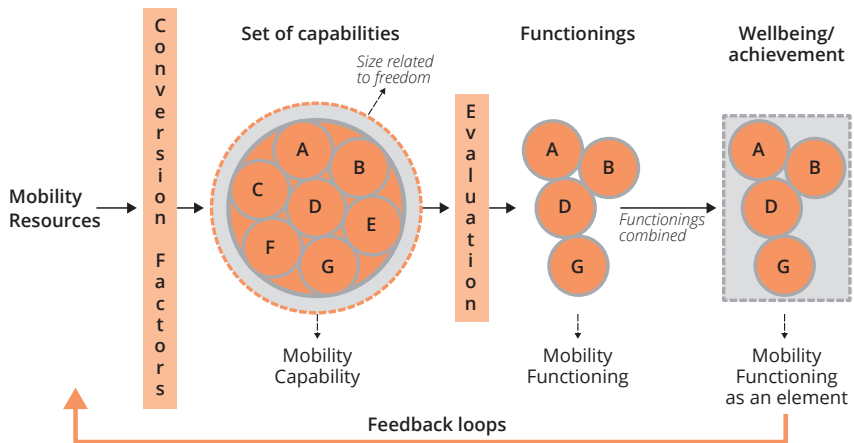 Set of capabilities
Functionings
Wellbeing/
achievement
Size related
to freedom
Mobility
Resources
Conversion Factors
A
B
C
D
E
F
G
Evaluation
A
B
D
G
Functionings
combined
A
B
D
G
Mobility
Capability
Mobility
Functioning
Mobility
Functioning
as an element
Feedback loops